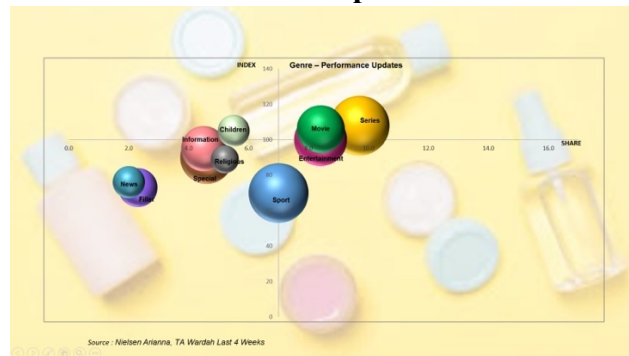 INDEX
Genre – Performance Updates
140
120
100
0.0
2.0
4.0
6.0
10.0
12.0
14.0
16.0
SHARE
80
40
20
0
Children
Information
Religious
Special
Movie
Series
Entertainment
News
Filler
Sport
Source : Nielsen Arianna, TA Wardah Last 4 Weeks